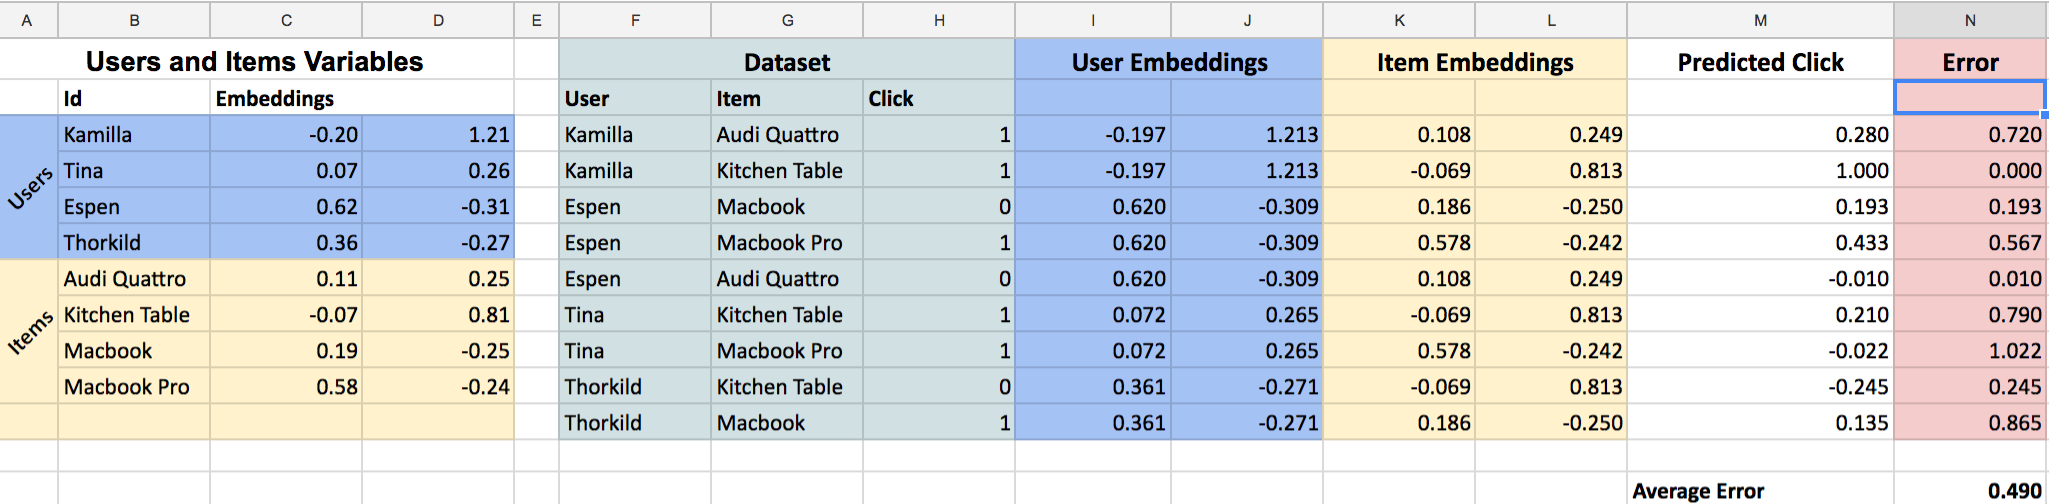 A B C D E F G H I J K L M N
Users and Items Variables Dataset User Embeddings Item Embeddings Predicted Click Error
Id Embeddings User Item Click
Users
Kamilla -0.20 1.21 Kamilla Audi Quattro 1 -0.197 1.213 0.108 0.249 0.280 0.720
Tina 0.07 0.26 Kamilla Kitchen Table 1 -0.197 1.213 -0.069 0.813 1.000 0.000
Espen 0.62 -0.31 Espen Macbook 0 0.620 -0.309 0.186 -0.250 0.193 0.193
Thorkild 0.36 -0.27 Espen Macbook Pro 1 0.620 -0.309 0.578 -0.242 0.433 0.567
Items
Audi Quattro 0.11 0.25 Espen Audi Quattro 0 0.620 -0.309 0.108 0.249 -0.010 0.010
Kitchen Table -0.07 0.81 Tina Kitchen Table 1 0.072 0.265 -0.069 0.813 0.210 0.790
Macbook 0.19 -0.25 Tina Macbook Pro 1 0.072 0.265 0.578 -0.242 -0.022 1.022
Macbook Pro 0.58 -0.24 Thorkild Kitchen Table 0 0.361 -0.271 -0.069 0.813 -0.245 0.245
Thorkild Macbook 1 0.361 -0.271 0.186 -0.250 0.135 0.865
Average Error 0.490